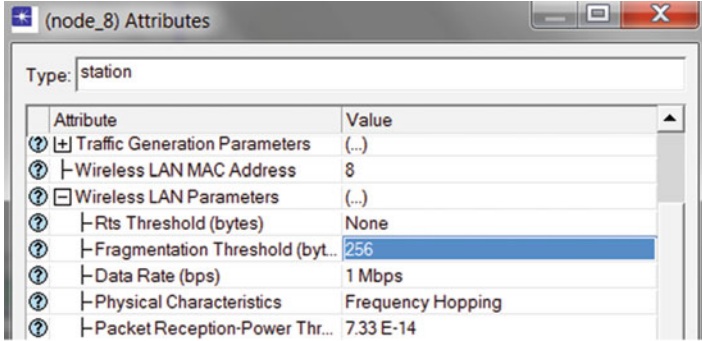 (node_8) Attributes
Type: station
Attribute Value
Traffic Generation Parameters (...)
Wireless LAN MAC Address 8
Wireless LAN Parameters (...)
Rts Threshold (bytes) None
Fragmentation Threshold (byt... 256
Data Rate (bps) 1 Mbps
Physical Characteristics Frequency Hopping
Packet Reception-Power Thr... 7.33 E-14